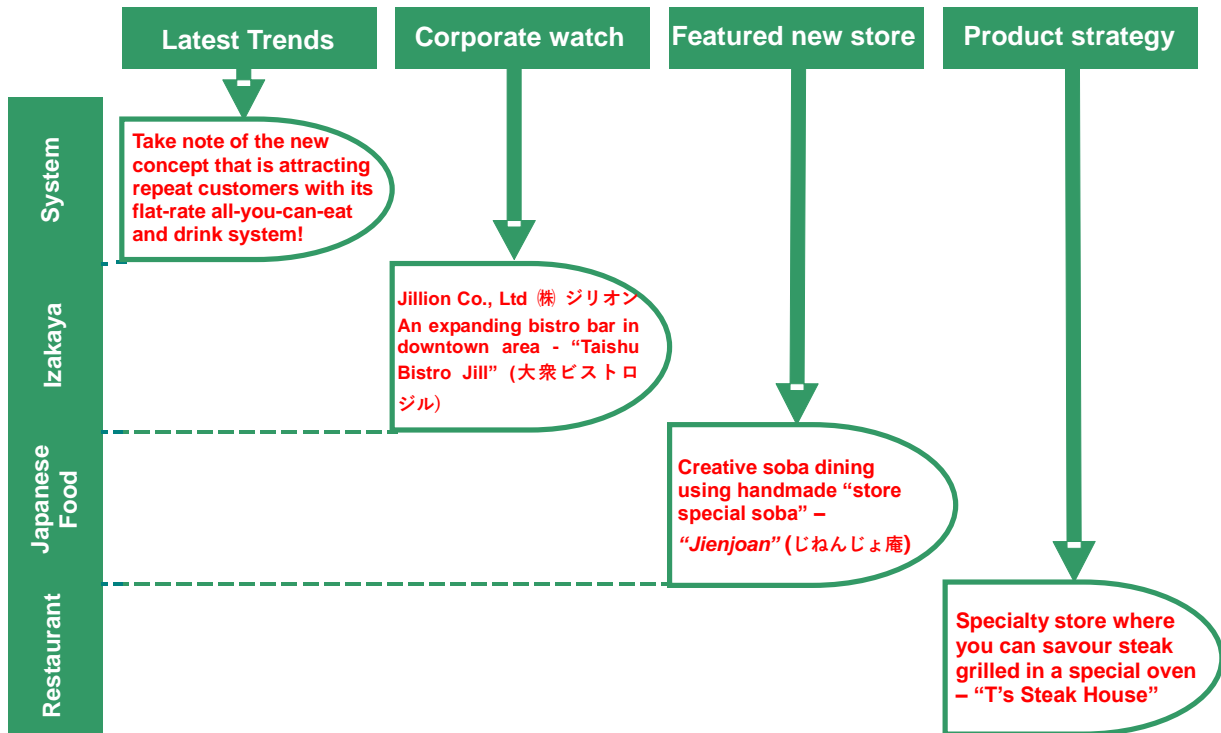 Latest Trends
Corporate watch
Featured new store
Product strategy
System
Take note of the new
concept that is attracting
repeat customers with its
flat-rate all-you-can-eat
and drink system!
Izakaya
Jillion Co., Ltd ㈱ ジリオン
An expanding bistro bar in
downtown area - “Taishu
Bistro Jill” (大衆ビストロ
ジル)
Japanese
Food
Creative soba dining
using handmade “store
special soba” –
“Jienjoan” (じねんじょ庵)
Restaurant
Specialty store where
you can savour steak
grilled in a special oven
– “T’s Steak House”